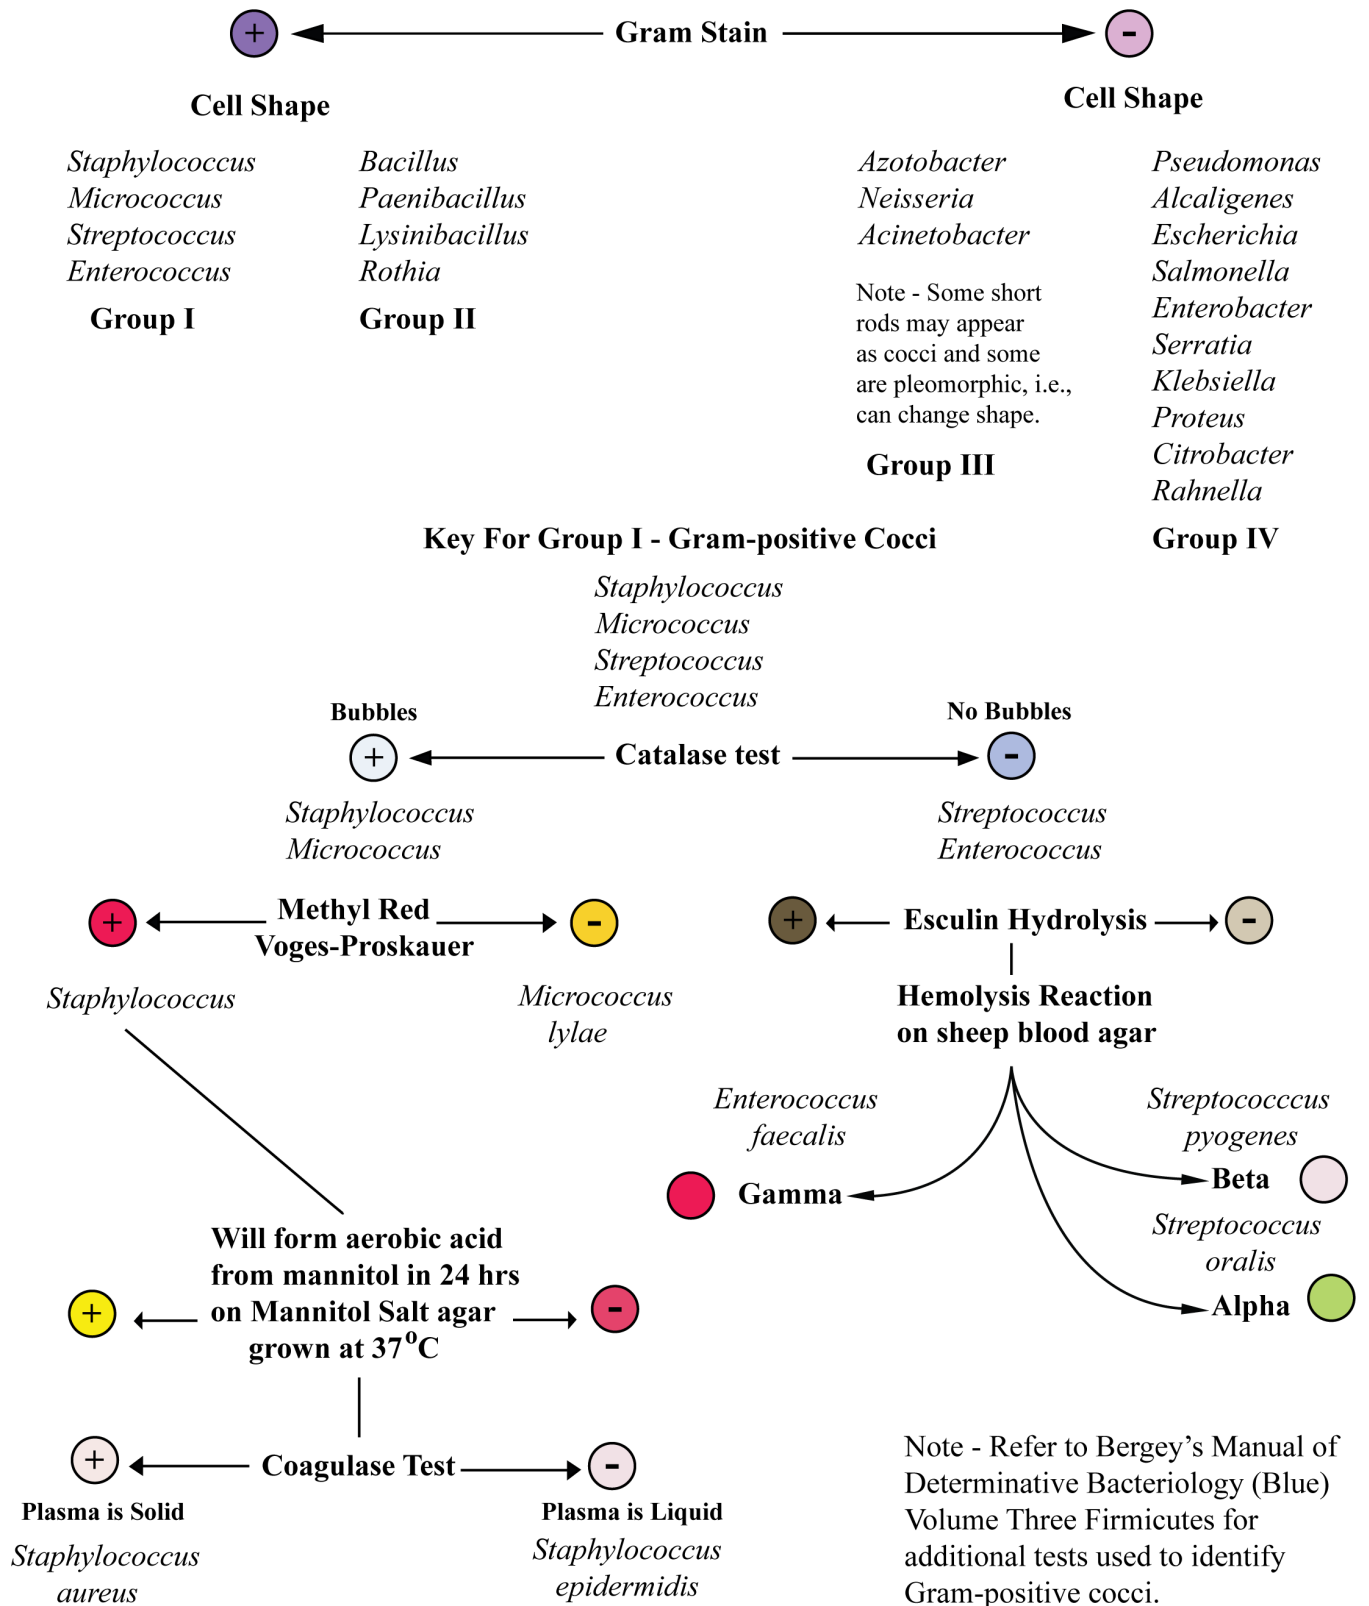 +
Gram Stain
-
Cell Shape
Cell Shape
Staphylococcus
Micrococcus
Streptococcus
Enterococcus
Group I
Bacillus
Paenibacillus
Lysinibacillus
Rothia
Group II
Azotobacter
Neisseria
Acinetobacter
Note - Some short
rods may appear
as cocci and some
are pleomorphic, i.e.,
can change shape.
Group III
Pseudomonas
Alcaligenes
Escherichia
Salmonella
Enterobacter
Serratia
Klebsiella
Proteus
Citrobacter
Rahnella
Group IV
Key For Group I - Gram-positive Cocci
Staphylococcus
Micrococcus
Streptococcus
Enterococcus
Bubbles
No Bubbles
+
Catalase test
-
Staphylococcus
Micrococcus
Streptococcus
Enterococcus
+
Methyl Red
Voges-Proskauer
-
+
Esculin Hydrolysis
-
Staphylococcus
Micrococcus
lylae
Hemolysis Reaction
on sheep blood agar
Enterococcus
faecalis
Gamma
Streptococccus
pyogenes
Beta
Streptococcus
oralis
Alpha
Will form aerobic acid
from mannitol in 24 hrs
on Mannitol Salt agar
grown at 37°C
+
-
+
Coagulase Test
-
Plasma is Solid
Staphylococcus
aureus
Plasma is Liquid
Staphylococcus
epidermidis
Note - Refer to Bergey’s Manual of
Determinative Bacteriology (Blue)
Volume Three Firmicutes for
additional tests used to identify
Gram-positive cocci.